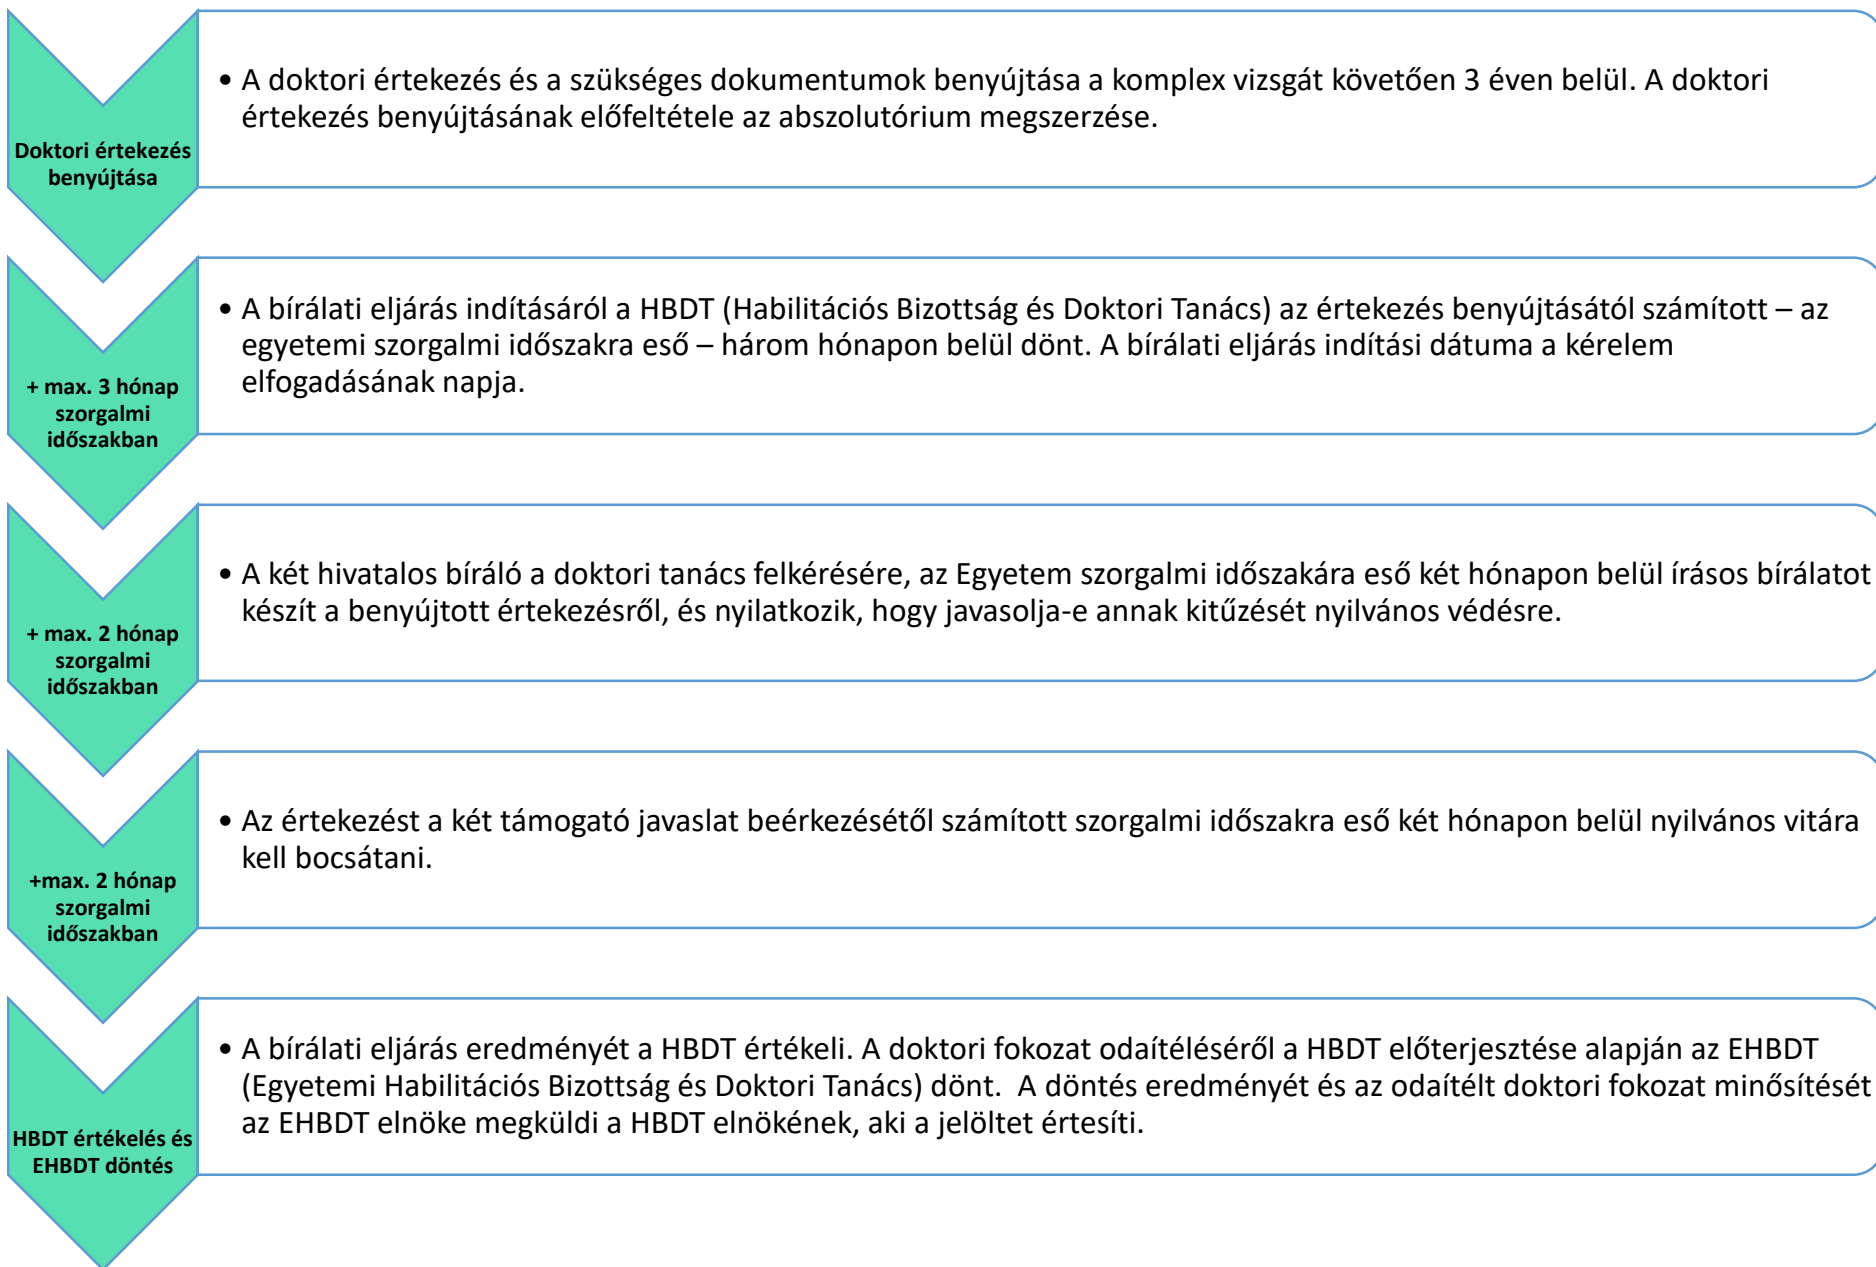 Doktori értekezés
benyújtása
• A doktori értekezés és a szükséges dokumentumok benyújtása a komplex vizsgát követően 3 éven belül. A doktori
értekezés benyújtásának előfeltétele az abszolutórium megszerzése.
+ max. 3 hónap
szorgalmi
időszakban
• A bírálati eljárás indításáról a HBDT (Habilitációs Bizottság és Doktori Tanács) az értekezés benyújtásától számított – az
egyetemi szorgalmi időszakra eső – három hónapon belül dönt. A bírálati eljárás indítási dátuma a kérelem
elfogadásának napja.
+ max. 2 hónap
szorgalmi
időszakban
• A két hivatalos bíráló a doktori tanács felkérésére, az Egyetem szorgalmi időszakára eső két hónapon belül írásos bírálatot
készít a benyújtott értekezésről, és nyilatkozik, hogy javasolja-e annak kitűzését nyilvános védésre.
+max. 2 hónap
szorgalmi
időszakban
• Az értekezést a két támogató javaslat beérkezésétől számított szorgalmi időszakra eső két hónapon belül nyilvános vitára
kell bocsátani.
HBDT értékelés és
EHBDT döntés
• A bírálati eljárás eredményét a HBDT értékeli. A doktori fokozat odaítéléséről a HBDT előterjesztése alapján az EHBDT
(Egyetemi Habilitációs Bizottság és Doktori Tanács) dönt.  A döntés eredményét és az odaítélt doktori fokozat minősítését
az EHBDT elnöke megküldi a HBDT elnökének, aki a jelöltet értesíti.